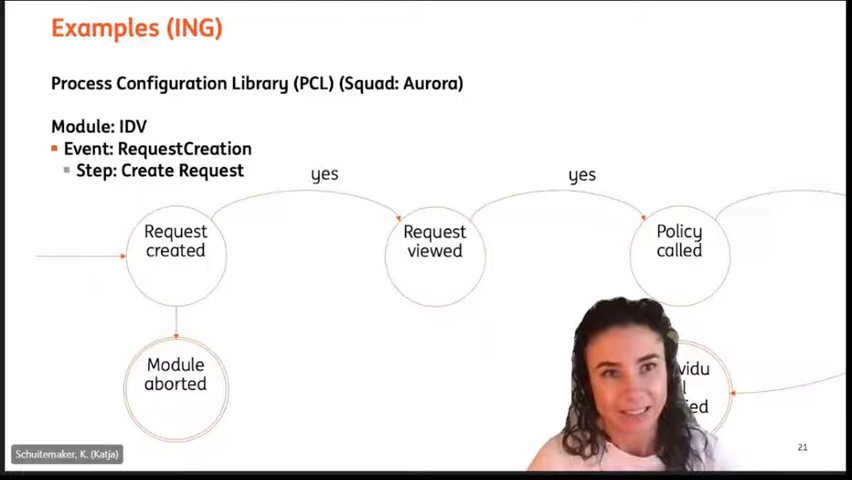 Examples (ING)
Process Configuration Library (PCL) (Squad: Aurora)
Module: IDV
Event: RequestCreation
Step: Create Request
yes
yes
Request
created
Request
viewed
Policy
called
Module
aborted
Schuitemaker, K. (Katja)
21